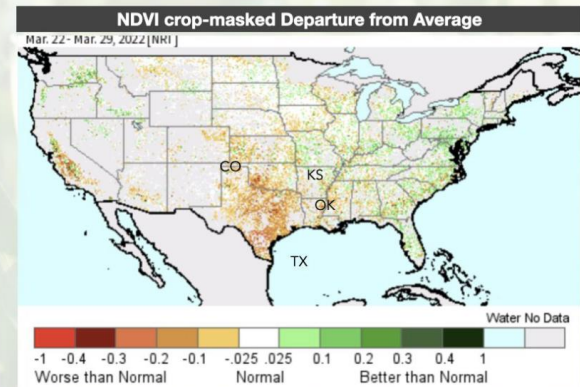 NDVI crop-masked Departure from Average
Mar. 22- Mar. 29, 2022 [NRT]
CO
KS
OK
TX
Water No Data
-1 -0.4 -0.3 -0.2 -0.1 -.025 .025 0.1 0.2 0.3 0.4 1
Worse than Normal Normal Better than Normal